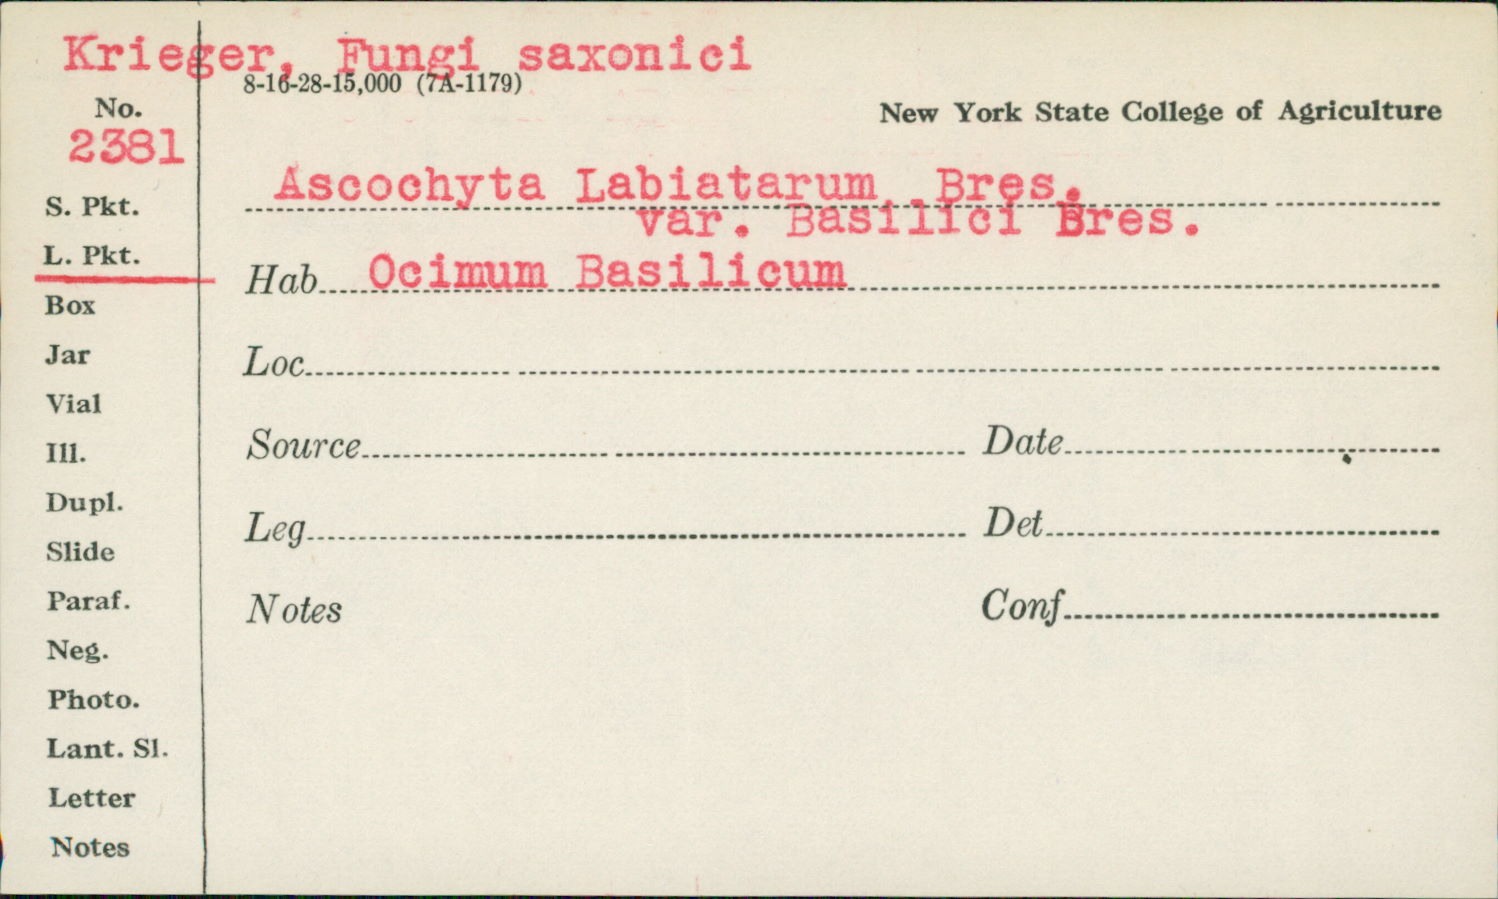 Krieger, Fungi saxonici
8-16-28-15,000 (7A-1179)
No.
New York State College of Agriculture
2381
Ascochyta Labiatarum Bres.
var. Basilici Bres.
S. Pkt.
L. Pkt.
Hab. Ocimum Basilicum
Box
Jar
Loc.
Vial
Ill.
Source
Date
Dupl.
Leg.
Det.
Slide
Paraf.
Notes
Conf.
Neg.
Photo.
Lant. Sl.
Letter
Notes